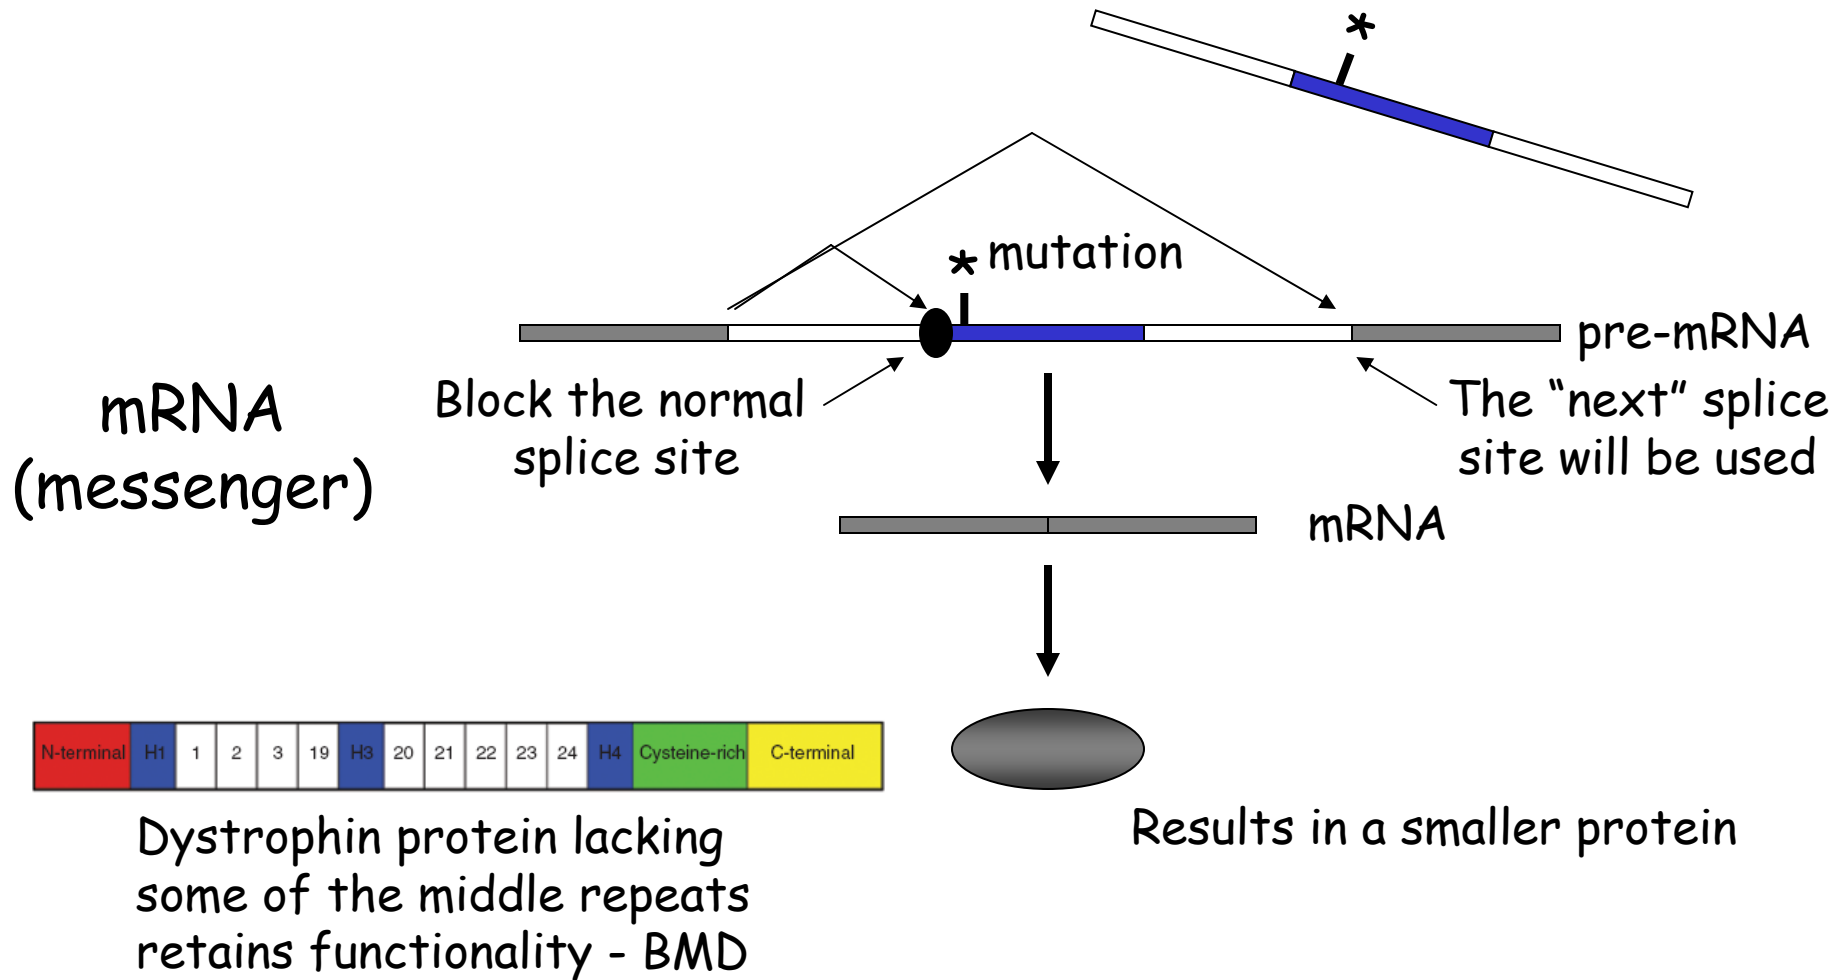 *
* mutation
pre-mRNA
mRNA
(messenger)
Block the normal
splice site
The “next” splice
site will be used
mRNA
N-terminal H1 1 2 3 19 H3 20 21 22 23 24 H4 Cysteine-rich C-terminal
Dystrophin protein lacking
some of the middle repeats
retains functionality - BMD
Results in a smaller protein